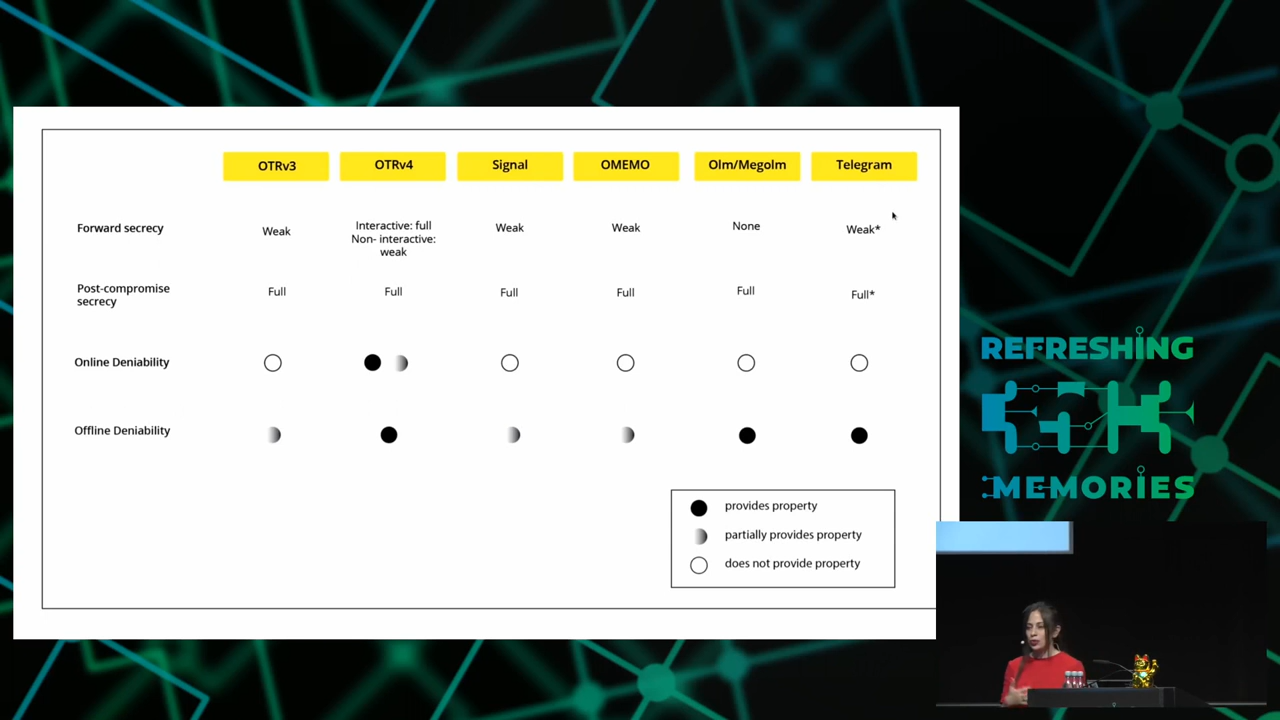 OTRv3 OTRv4 Signal OMEMO Olm/Megolm Telegram
Forward secrecy Weak Interactive: full Weak Weak None Weak*
Non- interactive:
weak
Post-compromise Full Full Full Full Full Full*
secrecy
Online Deniability
Offline Deniability
provides property
partially provides property
does not provide property
REFRESHING
MEMORIES